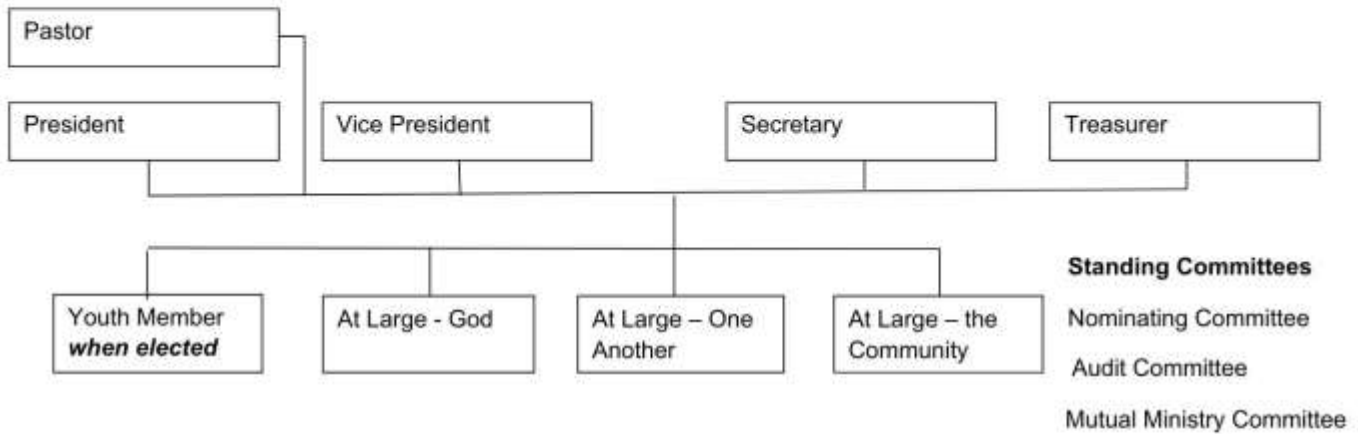 Pastor
President
Vice President
Secretary
Treasurer
Youth Member
when elected
At Large - God
At Large – One
Another
At Large – the
Community
Standing Committees
Nominating Committee
Audit Committee
Mutual Ministry Committee